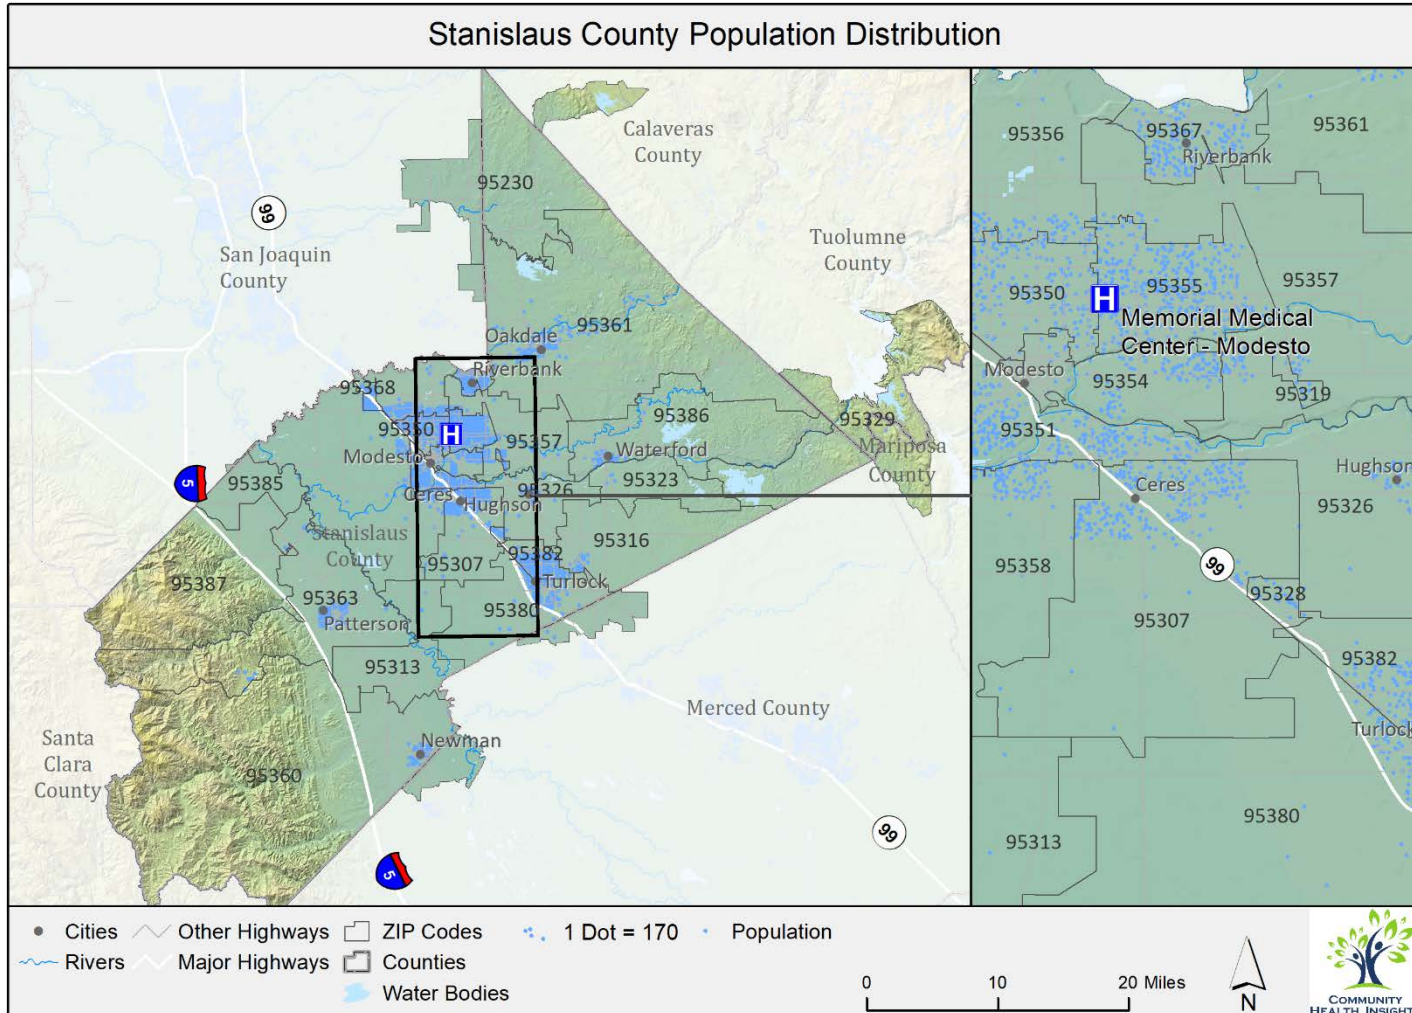 Stanislaus County Population Distribution
Calaveras
County
95230
99
San Joaquin
County
Tuolumne
County
Oakdale
95361
Riverbank
95368
95386
95329
95350
H
95357
Waterford
Mariposa
County
Modesto
95323
95385
95326
Ceres
Hughson
Stanislaus
County
95316
95382
95307
5
95387
Turlock
95363
95380
Patterson
95313
Merced County
Santa
Clara
County
Newman
95360
99
5
95356
95367
95361
Riverbank
95350
95355
95357
H
Memorial Medical
Center - Modesto
Modesto
95354
95319
95351
Hughson
Ceres
95326
95358
99
95328
95307
95382
Turlock
95380
95313
Cities
Other Highways
ZIP Codes
1 Dot = 170
Population
Rivers
Major Highways
Counties
Water Bodies
0 10 20 Miles
N
COMMUNITY
HEALTH INSIGHT